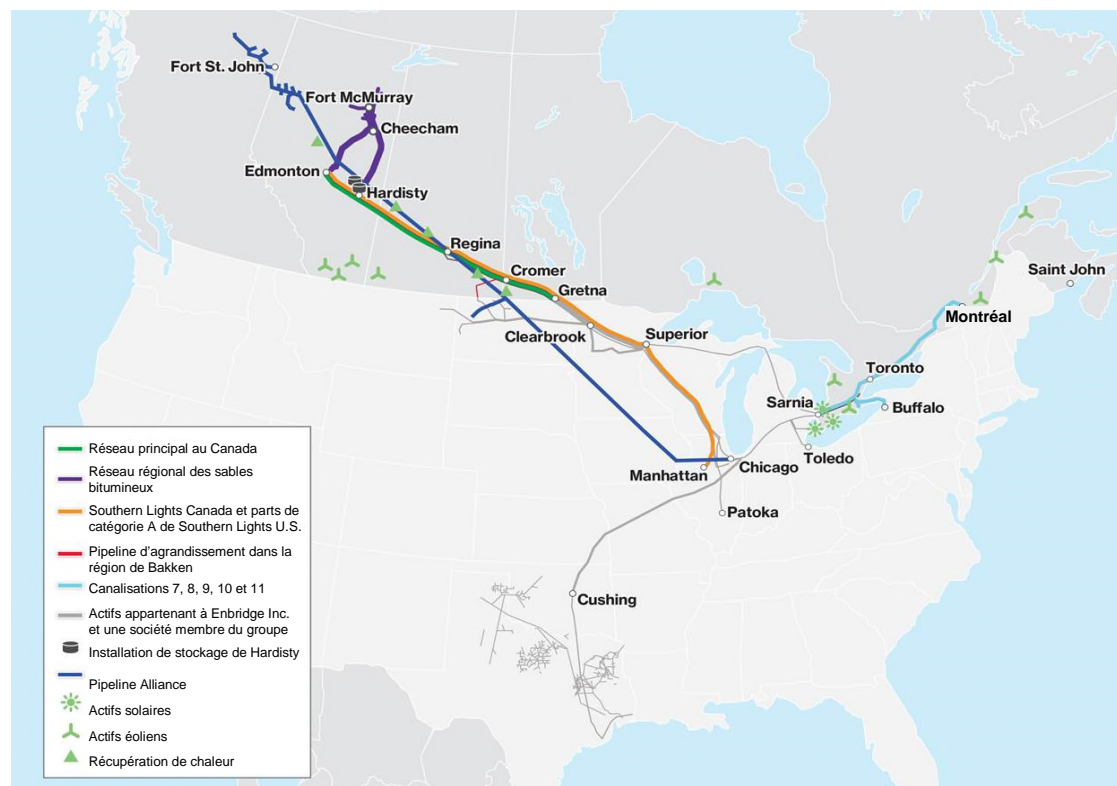 Fort St. John
Fort McMurray
Cheecham
Edmonton
Hardisty
Regina
Cromer
Gretna
Saint John
Montréal
Clearbrook
Superior
Toronto
Sarnia
Buffalo
Toledo
Chicago
Manhattan
Patoka
Cushing
Réseau principal au Canada
Réseau régional des sables
bitumineux
Southern Lights Canada et parts de
catégorie A de Southern Lights U.S.
Pipeline d'agrandissement dans la
région de Bakken
Canalisations 7, 8, 9, 10 et 11
Actifs appartenant à Enbridge Inc.
et une société membre du groupe
Installation de stockage de Hardisty
Pipeline Alliance
Actifs solaires
Actifs éoliens
Récupération de chaleur